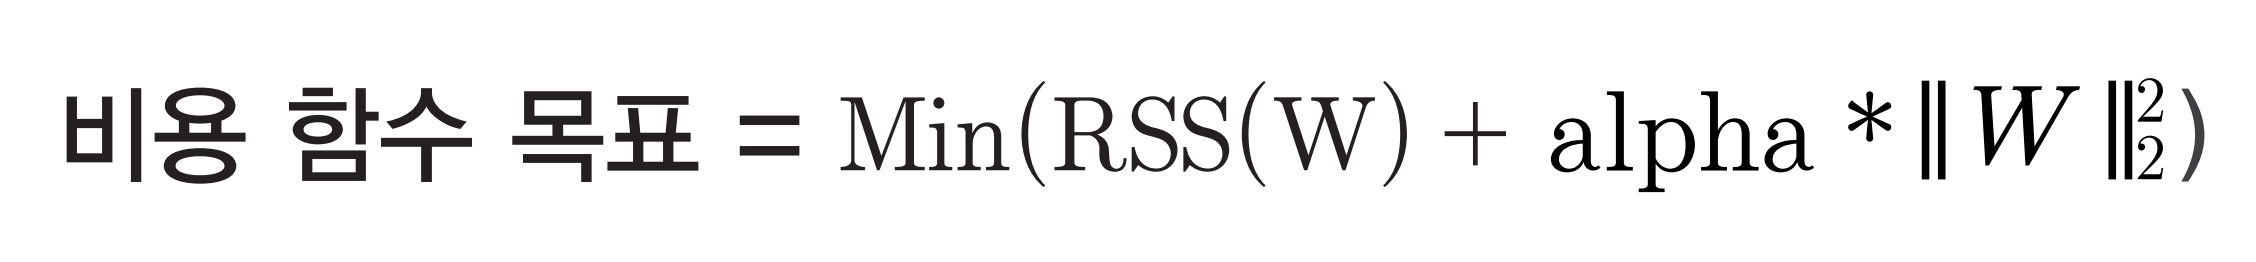 비용 함수 목표 = Min(RSS(W) + alpha * ‖W‖₂²)